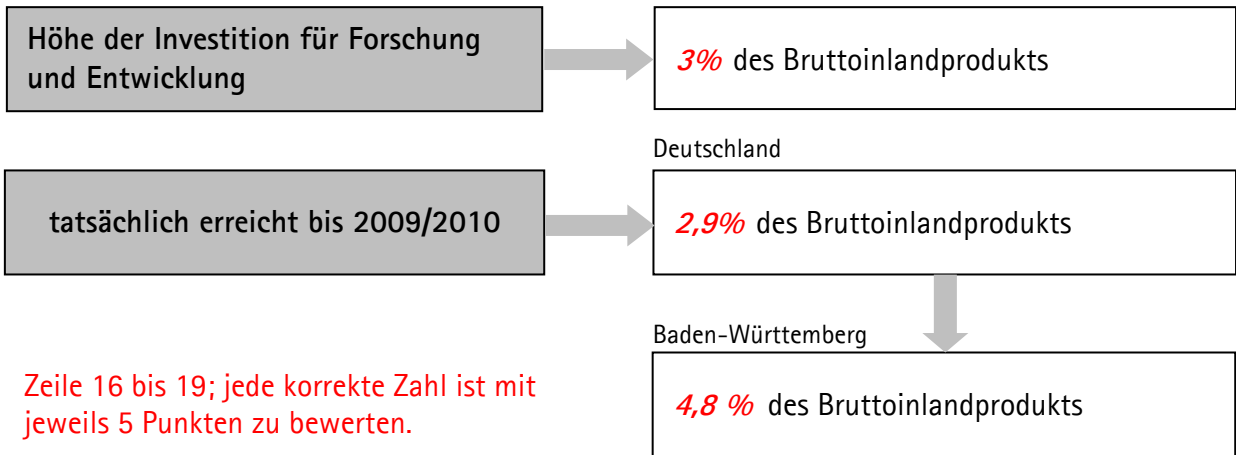 Höhe der Investition für Forschung
und Entwicklung
3% des Bruttoinlandprodukts
Deutschland
tatsächlich erreicht bis 2009/2010
2,9% des Bruttoinlandprodukts
Baden-Württemberg
Zeile 16 bis 19; jede korrekte Zahl ist mit
jeweils 5 Punkten zu bewerten.
4,8 % des Bruttoinlandprodukts